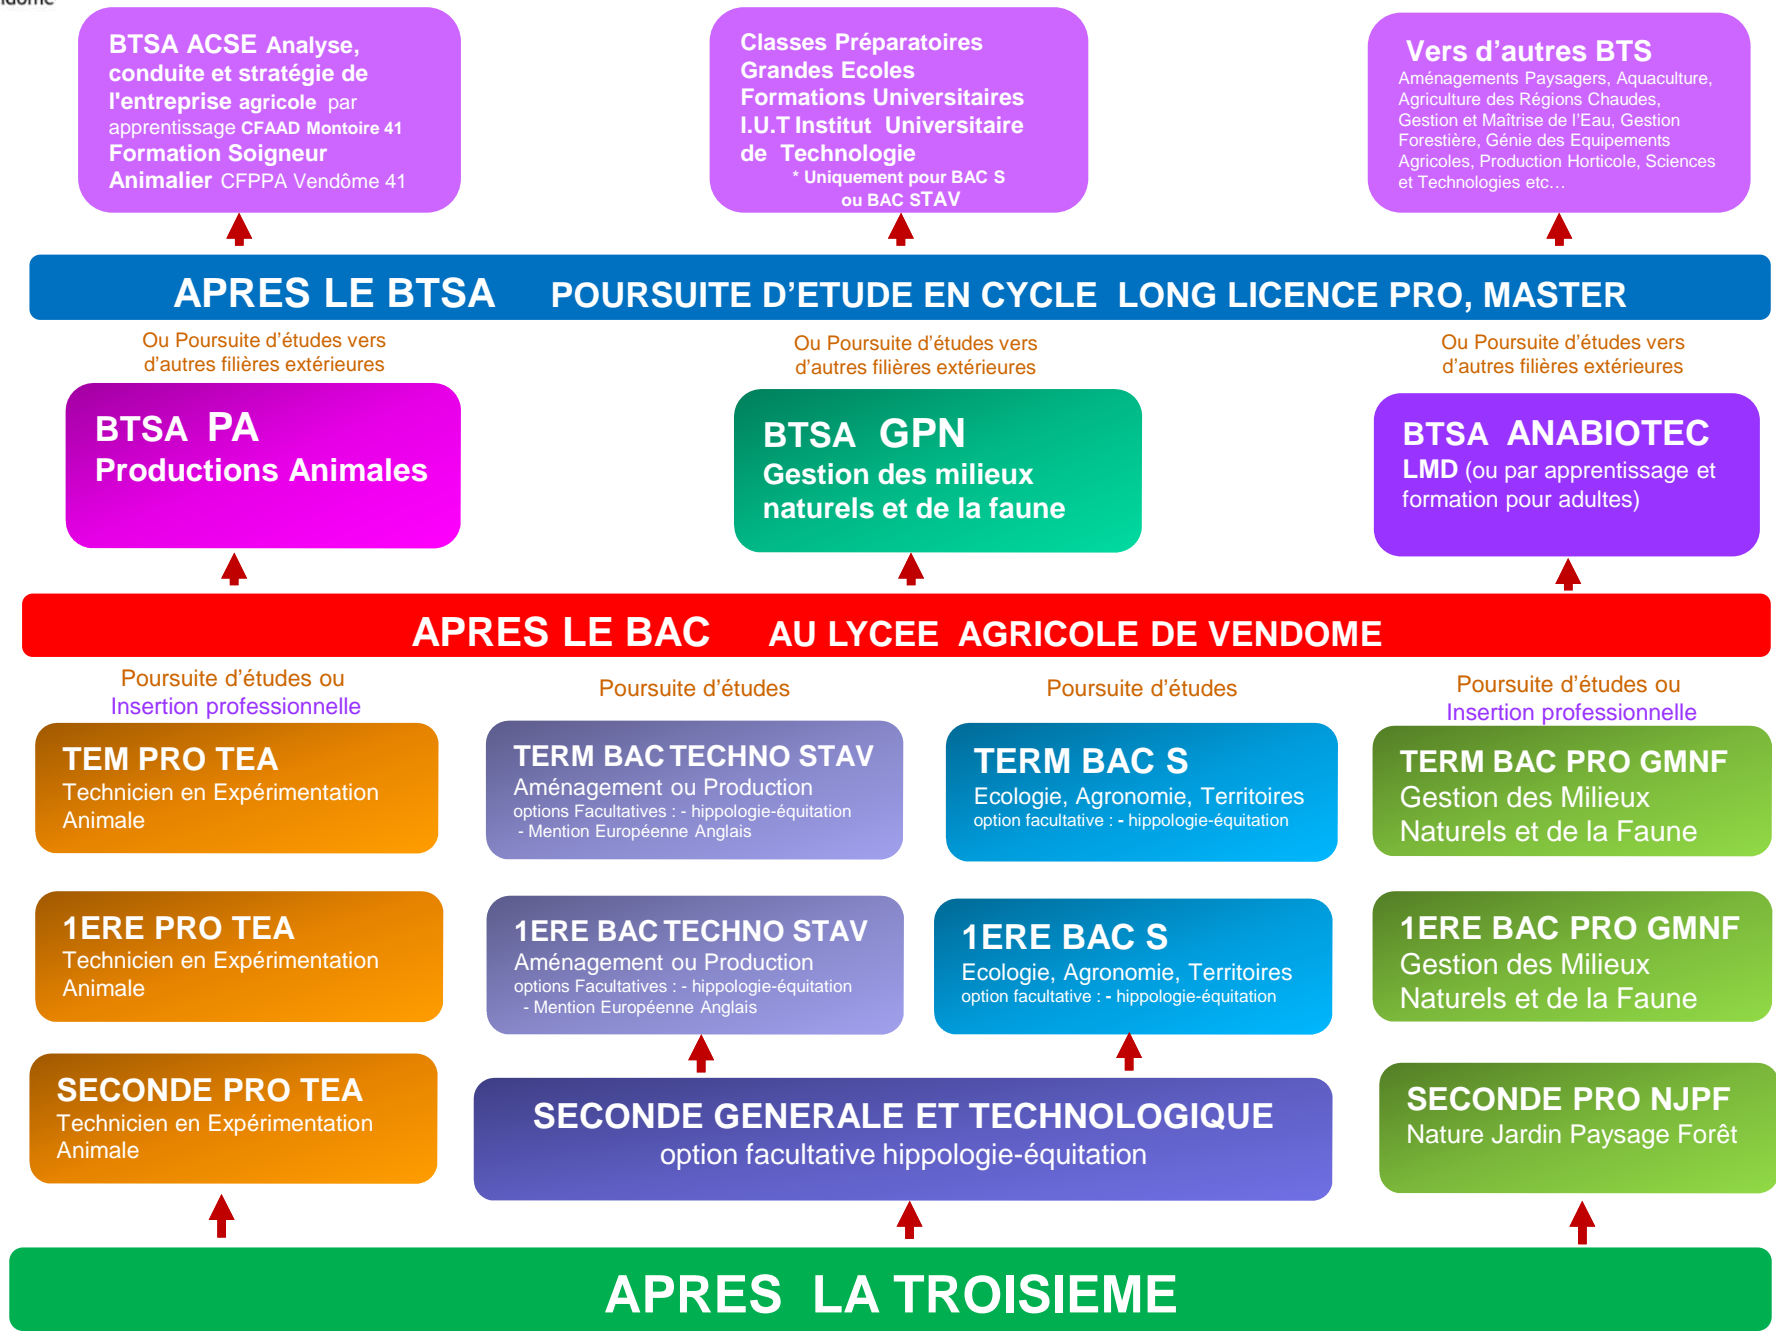 BTSA ACSE Analyse,
conduite et stratégie de
l'entreprise agricole par
apprentissage CFAAD Montoire 41
Formation Soigneur
Animalier CFPPA Vendôme 41
Classes Préparatoires
Grandes Ecoles
Formations Universitaires
I.U.T Institut Universitaire
de Technologie
* Uniquement pour BAC S
ou BAC STAV
Vers d'autres BTS
Aménagements Paysagers, Aquaculture,
Agriculture des Régions Chaudes,
Gestion et Maîtrise de l'Eau, Gestion
Forestière, Génie des Equipements
Agricoles, Production Horticole, Sciences
et Technologies etc…
APRES LE BTSA POURSUITE D'ETUDE EN CYCLE LONG LICENCE PRO, MASTER
Ou Poursuite d'études vers
d'autres filières extérieures
Ou Poursuite d'études vers
d'autres filières extérieures
Ou Poursuite d'études vers
d'autres filières extérieures
BTSA PA
Productions Animales
BTSA GPN
Gestion des milieux
naturels et de la faune
BTSA ANABIOTEC
LMD (ou par apprentissage et
formation pour adultes)
APRES LE BAC AU LYCEE AGRICOLE DE VENDOME
Poursuite d'études ou
Insertion professionnelle
Poursuite d'études
Poursuite d'études
Poursuite d'études ou
Insertion professionnelle
TEM PRO TEA
Technicien en Expérimentation
Animale
TERM BAC TECHNO STAV
Aménagement ou Production
options Facultatives : - hippologie-équitation
- Mention Européenne Anglais
TERM BAC S
Ecologie, Agronomie, Territoires
option facultative : - hippologie-équitation
TERM BAC PRO GMNF
Gestion des Milieux
Naturels et de la Faune
1ERE PRO TEA
Technicien en Expérimentation
Animale
1ERE BAC TECHNO STAV
Aménagement ou Production
options Facultatives : - hippologie-équitation
- Mention Européenne Anglais
1ERE BAC S
Ecologie, Agronomie, Territoires
option facultative : - hippologie-équitation
1ERE BAC PRO GMNF
Gestion des Milieux
Naturels et de la Faune
SECONDE PRO TEA
Technicien en Expérimentation
Animale
SECONDE GENERALE ET TECHNOLOGIQUE
option facultative hippologie-équitation
SECONDE PRO NJPF
Nature Jardin Paysage Forêt
APRES LA TROISIEME